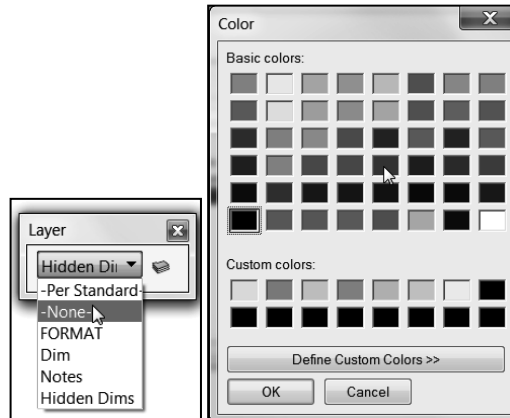 Color
X
Basic colors:
Custom colors:
Define Custom Colors >>
OK Cancel
Layer
X
Hidden Di
-Per Standard-
-None-
FORMAT
Dim
Notes
Hidden Dims